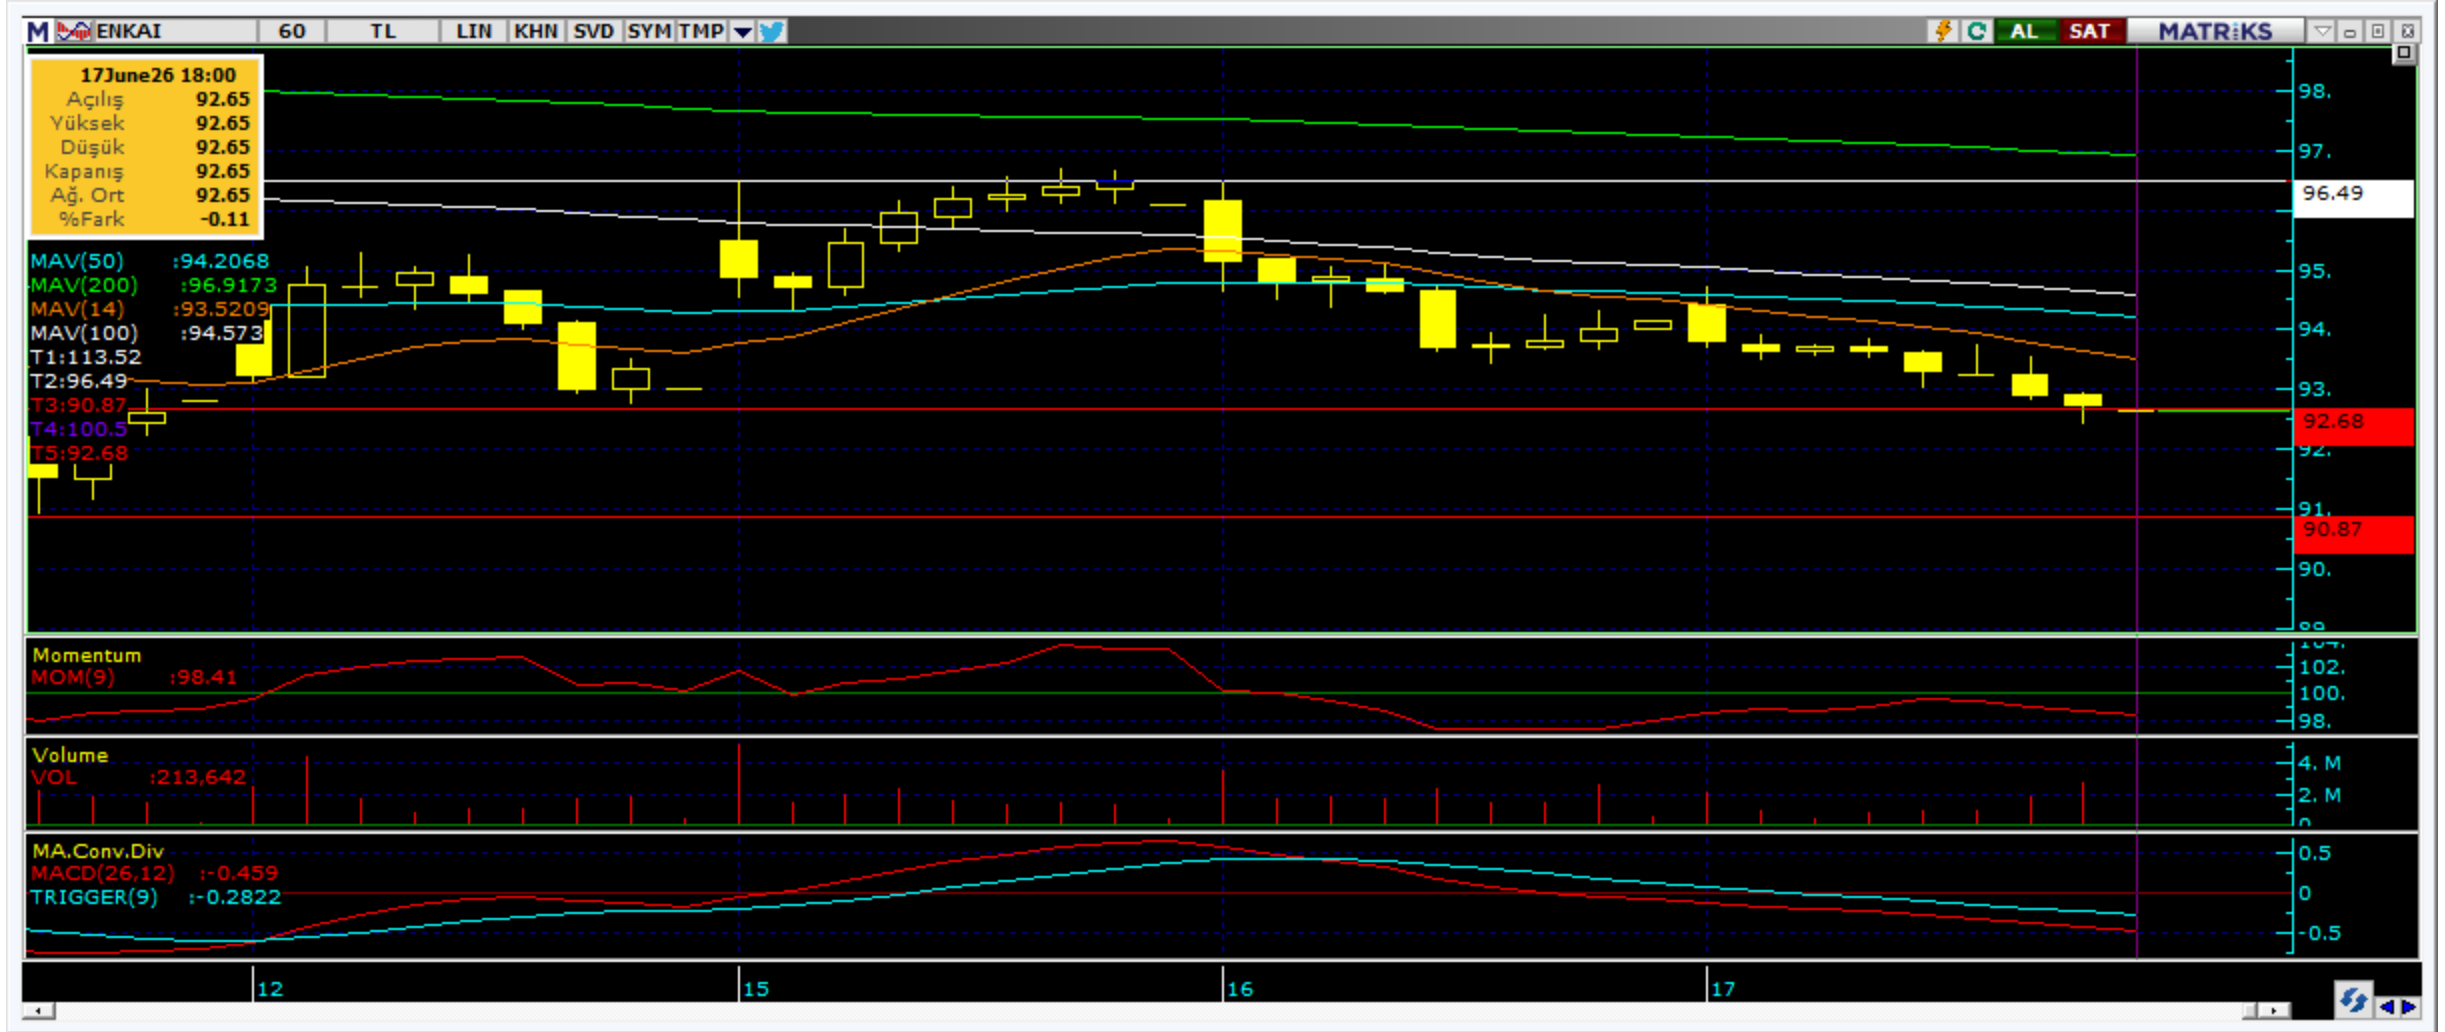 M ENKAI 60 TL LIN KHN SVD SYM TMP AL SAT MATRİKS
17June26 18:00
Açılış 92.65
Yüksek 92.65
Düşük 92.65
Kapanış 92.65
Ağ. Ort 92.65
%Fark -0.11
MAV(50) :94.2068
MAV(200) :96.9173
MAV(14) :93.5209
MAV(100) :94.573
T1:113.52
T2:96.49
T3:90.87
T4:100.5
T5:92.68
98.
97.
96.49
95.
94.
93.
92.68
92.
91.
90.87
90.
89
Momentum
MOM(9) :98.41
104.
102.
100.
98.
Volume
VOL :213,642
4. M
2. M
0
MA.Conv.Div
MACD(26,12) :-0.459
TRIGGER(9) :-0.2822
0.5
0
-0.5
12 15 16 17